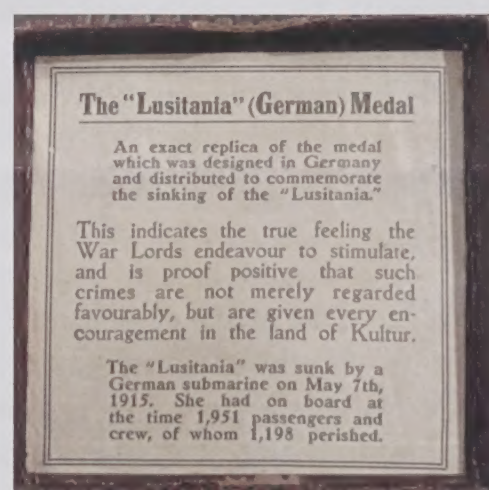 The "Lusitania" (German) Medal
An exact replica of the medal
which was designed in Germany
and distributed to commemorate
the sinking of the "Lusitania."
This indicates the true feeling the
War Lords endeavour to stimulate,
and is proof positive that such
crimes are not merely regarded
favourably, but are given every en-
couragement in the land of Kultur.
The "Lusitania" was sunk by a
German submarine on May 7th,
1915. She had on board at
the time 1,951 passengers and
crew, of whom 1,198 perished.